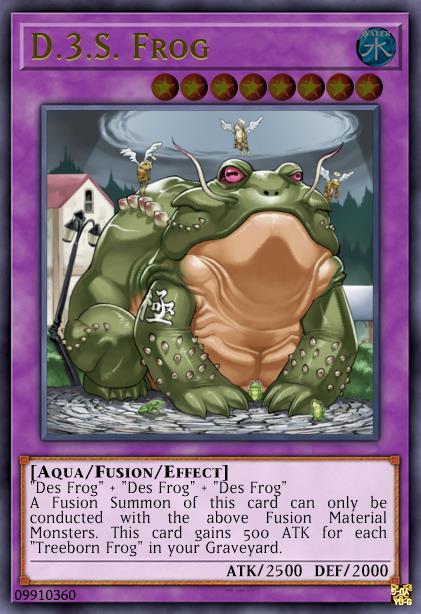 D.3.S. Frog
WATER
水
極
[Aqua/Fusion/Effect]
"Des Frog" + "Des Frog" + "Des Frog"
A Fusion Summon of this card can only be
conducted with the above Fusion Material
Monsters. This card gains 500 ATK for each
"Treeborn Frog" in your Graveyard.
ATK/2500 DEF/2000
09910360